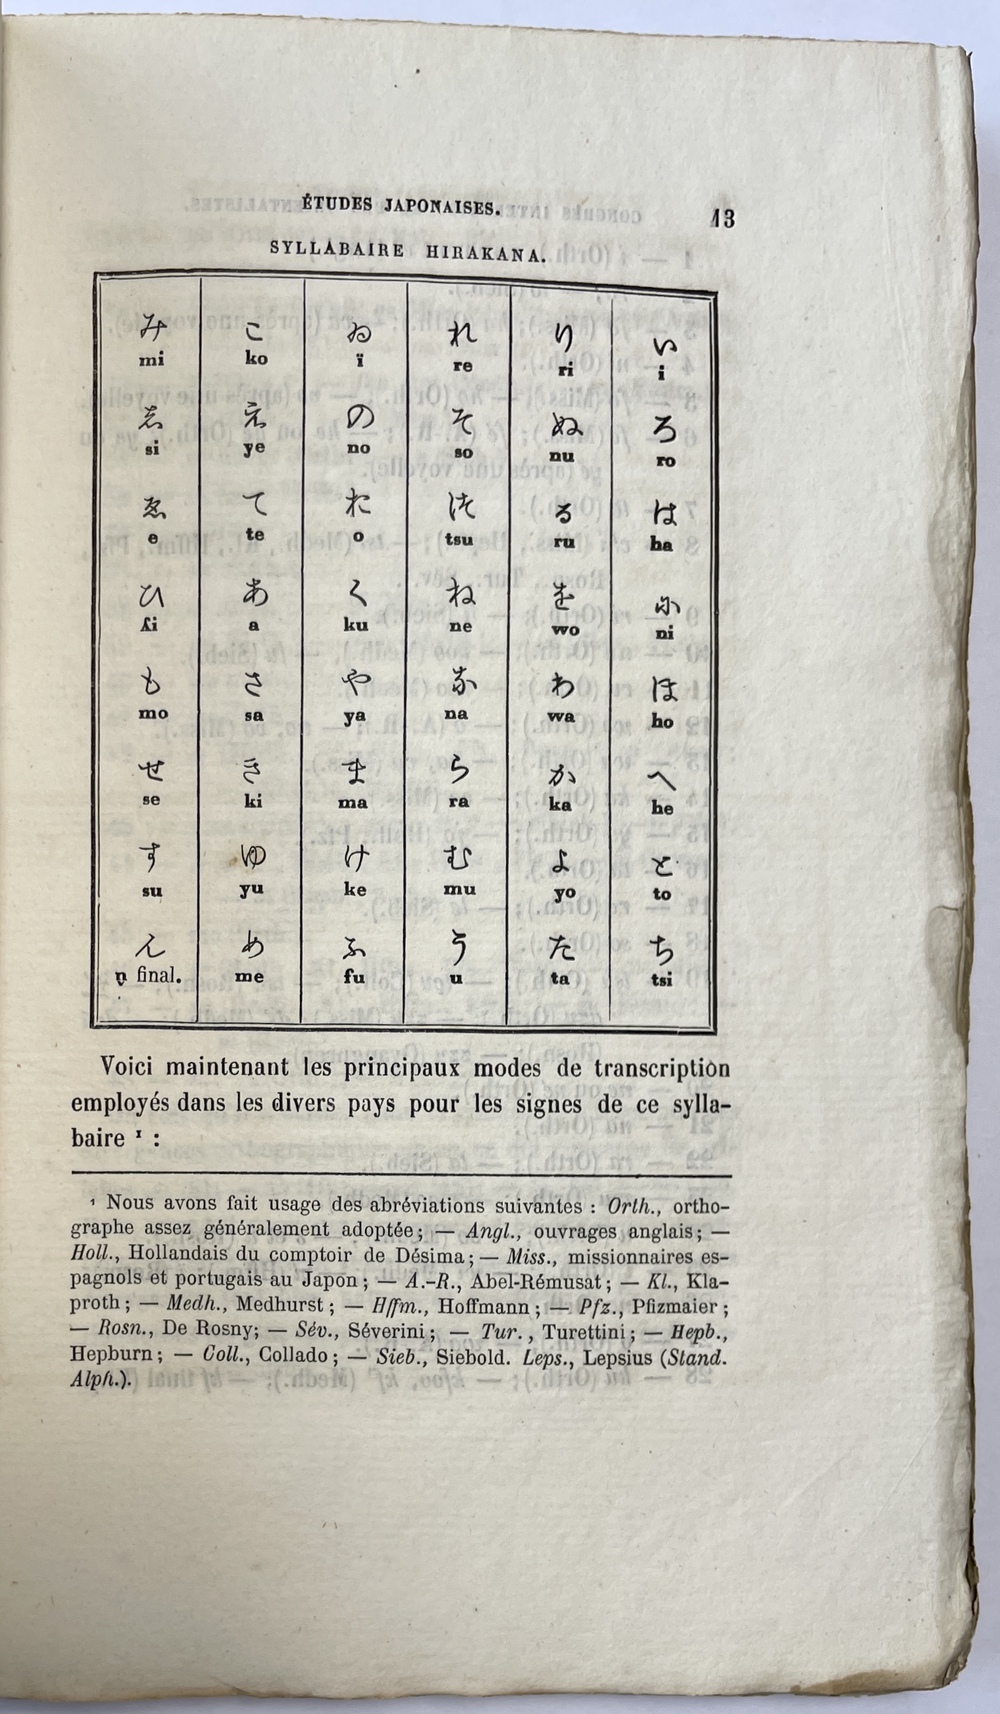 ÉTUDES JAPONAISES. 13
SYLLABAIRE HIRAKANA.
み こ ゐ れ り い
mi ko ï re ri i
志 え の そ ぬ ろ
si ye no so nu ro
ゑ て お 徒 る は
e te o tsu ru ha
ひ あ く ね を 尓
ɦi a ku ne wo ni
も さ や な わ ほ
mo sa ya na wa ho
せ き ま ら か へ
se ki ma ra ka he
す ゆ け む よ と
su yu ke mu yo to
ん め ふ う た ち
ṇ final. me fu u ta tsi
Voici maintenant les principaux modes de transcription
employés dans les divers pays pour les signes de ce sylla-
baire ¹ :
¹ Nous avons fait usage des abréviations suivantes : Orth., ortho-
graphe assez généralement adoptée ; — Angl., ouvrages anglais ; —
Holl., Hollandais du comptoir de Désima ; — Miss., missionnaires es-
pagnols et portugais au Japon ; — A.-R., Abel-Rémusat ; — Kl., Kla-
proth ; — Medh., Medhurst ; — Hffm., Hoffmann ; — Pfz., Pfizmaier ;
— Rosn., De Rosny; — Sév., Séverini ; — Tur., Turettini ; — Hepb.,
Hepburn ; — Coll., Collado ; — Sieb., Siebold. Leps., Lepsius (Stand.
Alph.).